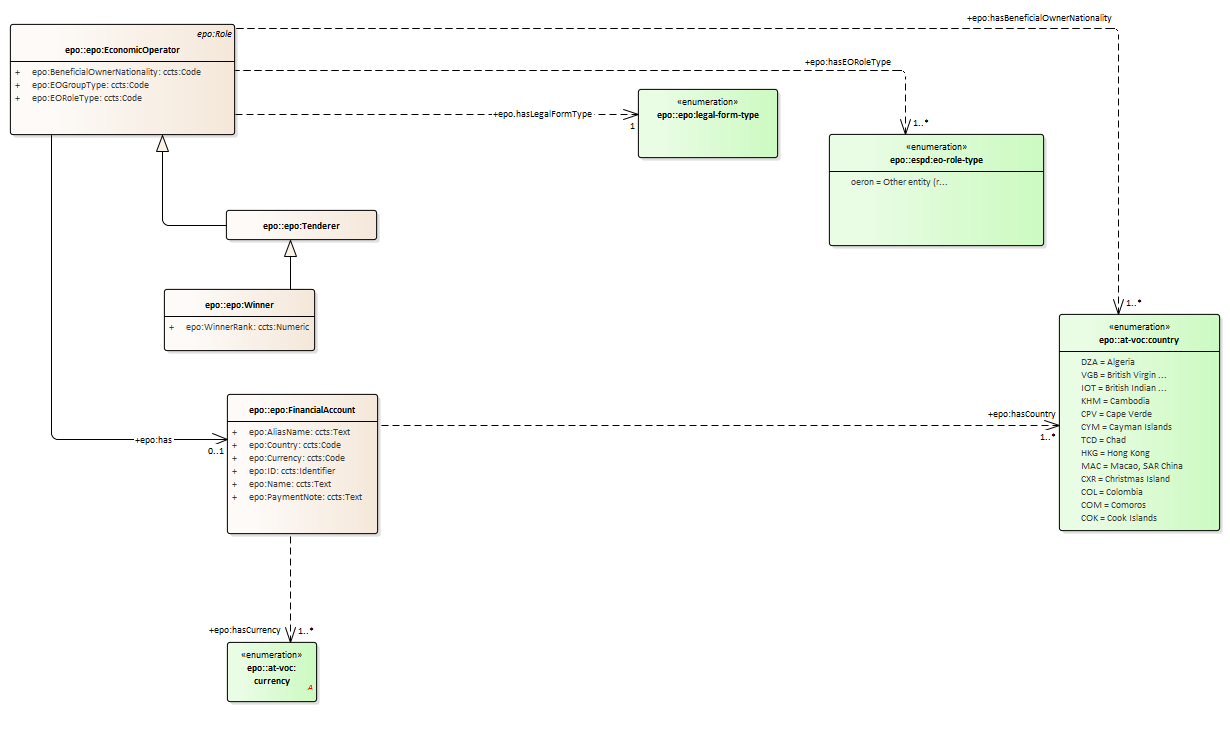 +epo:hasBeneficialOwnerNationality
epo:Role
epo::epo:EconomicOperator
+ epo:BeneficialOwnerNationality: ccts:Code
+ epo:EOGroupType: ccts:Code
+ epo:EORoleType: ccts:Code
+epo:hasEORoleType
1..*
+epo.hasLegalFormType
1
«enumeration»
epo::epo:legal-form-type
«enumeration»
epo::espd:eo-role-type
oeron = Other entity (r...
epo::epo:Tenderer
epo::epo:Winner
+ epo:WinnerRank: ccts:Numeric
1..*
«enumeration»
epo::at-voc:country
DZA = Algeria
VGB = British Virgin ...
IOT = British Indian ...
KHM = Cambodia
CPV = Cape Verde
CYM = Cayman Islands
TCD = Chad
HKG = Hong Kong
MAC = Macao, SAR China
CXR = Christmas Island
COL = Colombia
COM = Comoros
COK = Cook Islands
+epo:hasCountry
1..*
+epo:has
0..1
epo::epo:FinancialAccount
+ epo:AliasName: ccts:Text
+ epo:Country: ccts:Code
+ epo:Currency: ccts:Code
+ epo:ID: ccts:Identifier
+ epo:Name: ccts:Text
+ epo:PaymentNote: ccts:Text
+epo:hasCurrency
1..*
«enumeration»
epo::at-voc:
currency
A